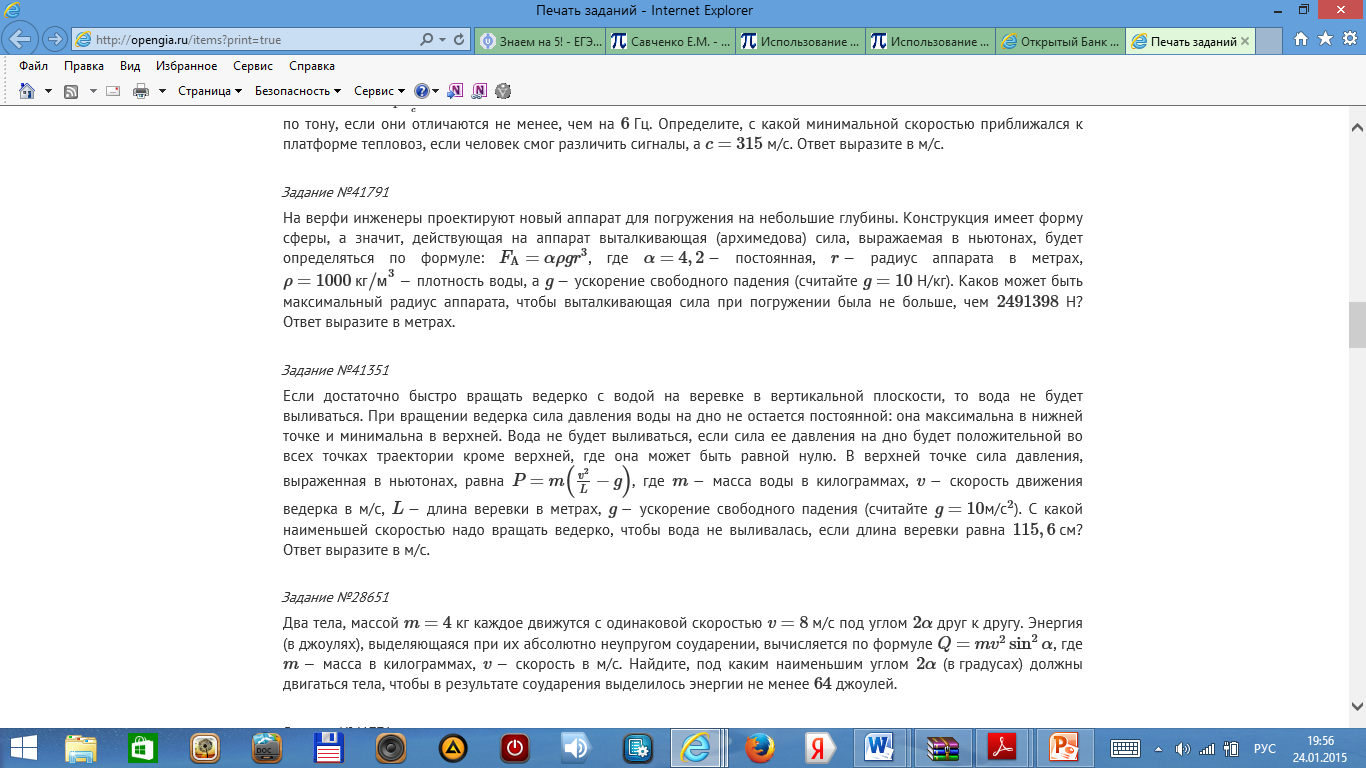 Печать заданий - Internet Explorer
http://opengia.ru/items?print=true
Знаем на 5! - ЕГЭ...
Савченко Е.М. - ...
Использование ...
Использование ...
Открытый Банк ...
Печать заданий
Файл Правка Вид Избранное Сервис Справка
Страница Безопасность Сервис
по тону, если они отличаются не менее, чем на 6 Гц. Определите, с какой минимальной скоростью приближался к
платформе тепловоз, если человек смог различить сигналы, а c = 315 м/с. Ответ выразите в м/с.
Задание №41791
На верфи инженеры проектируют новый аппарат для погружения на небольшие глубины. Конструкция имеет форму
сферы, а значит, действующая на аппарат выталкивающая (архимедова) сила, выражаемая в ньютонах, будет
определяться по формуле: F_A = αρgr³, где α = 4,2 – постоянная, r – радиус аппарата в метрах,
ρ = 1000 кг/м³ – плотность воды, а g – ускорение свободного падения (считайте g = 10 Н/кг). Каков может быть
максимальный радиус аппарата, чтобы выталкивающая сила при погружении была не больше, чем 2491398 Н?
Ответ выразите в метрах.
Задание №41351
Если достаточно быстро вращать ведерко с водой на веревке в вертикальной плоскости, то вода не будет
выливаться. При вращении ведерка сила давления воды на дно не остается постоянной: она максимальна в нижней
точке и минимальна в верхней. Вода не будет выливаться, если сила ее давления на дно будет положительной во
всех точках траектории кроме верхней, где она может быть равной нулю. В верхней точке сила давления,
выраженная в ньютонах, равна P = m(v²/L − g), где m – масса воды в килограммах, v – скорость движения
ведерка в м/с, L – длина веревки в метрах, g – ускорение свободного падения (считайте g = 10м/с²). С какой
наименьшей скоростью надо вращать ведерко, чтобы вода не выливалась, если длина веревки равна 115,6 см?
Ответ выразите в м/с.
Задание №28651
Два тела, массой m = 4 кг каждое движутся с одинаковой скоростью v = 8 м/с под углом 2α друг к другу. Энергия
(в джоулях), выделяющаяся при их абсолютно неупругом соударении, вычисляется по формуле Q = mv² sin² α, где
m – масса в килограммах, v – скорость в м/с. Найдите, под каким наименьшим углом 2α (в градусах) должны
двигаться тела, чтобы в результате соударения выделилось энергии не менее 64 джоулей.
РУС
19:56
24.01.2015